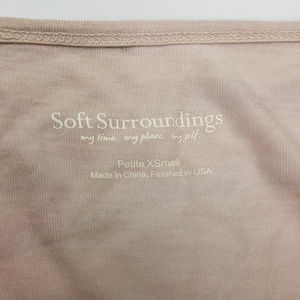 Soft Surroundings
my time. my place. my self.
Petite XSmall
Made in China, Finished in USA